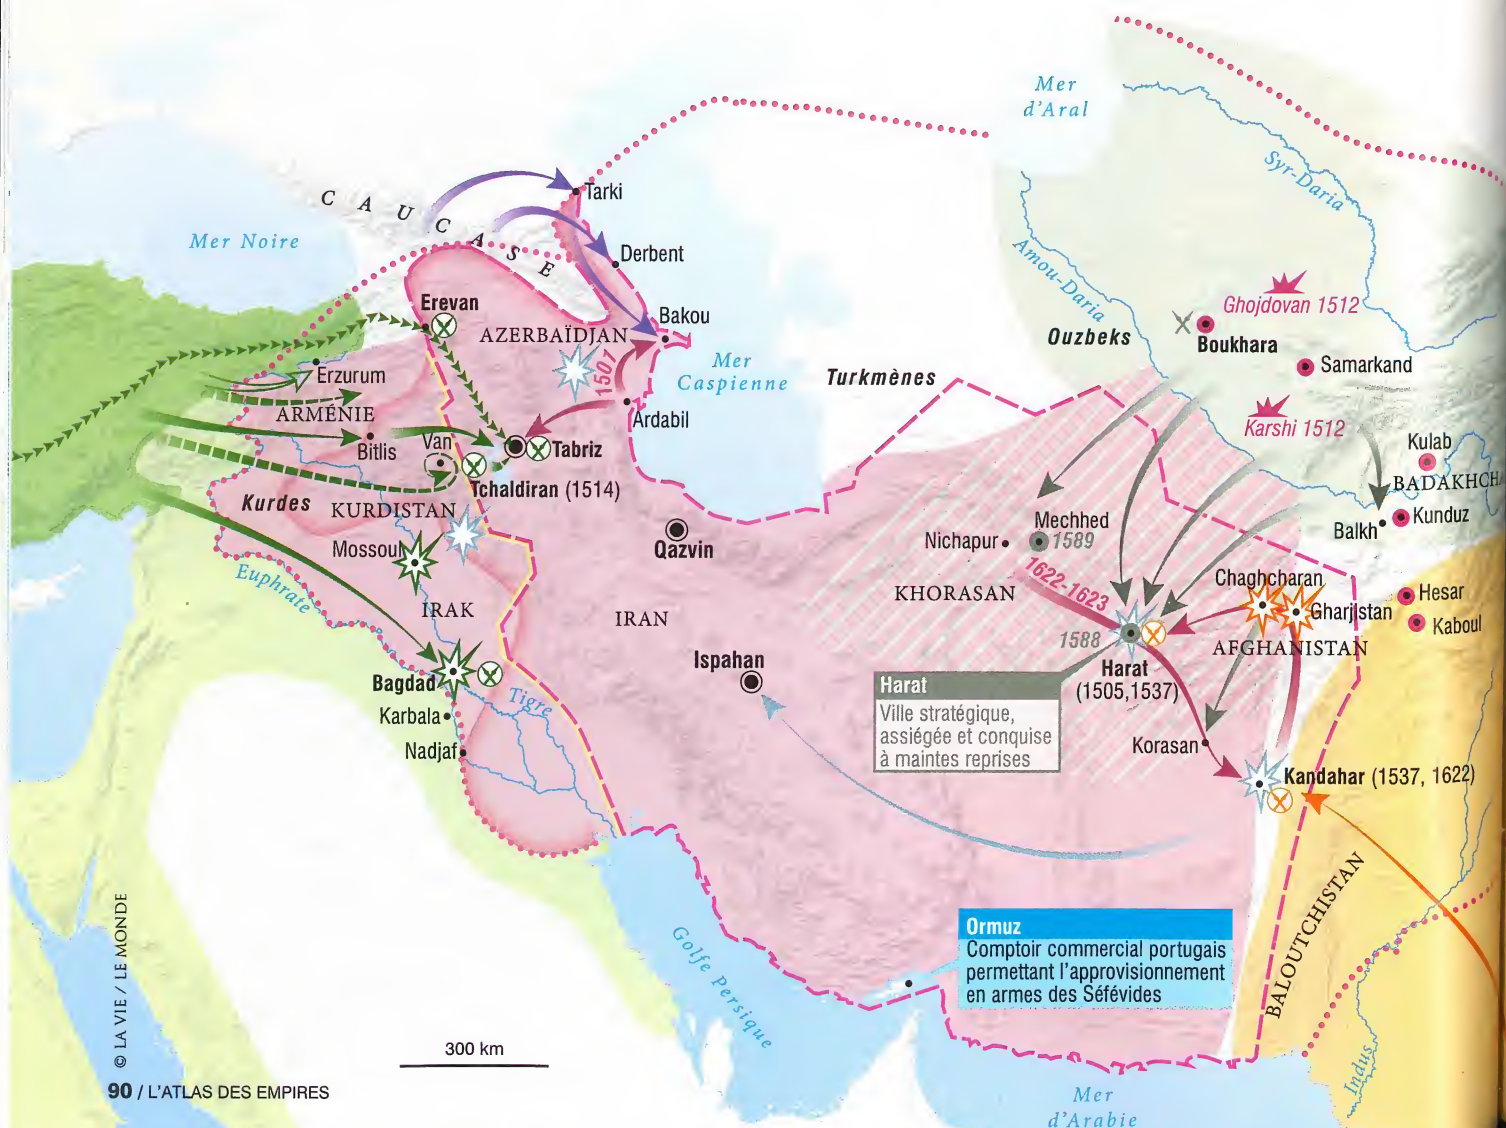 Mer
d'Aral
Syr-Daria
Tarki
CAUCASE
Mer Noire
Derbent
Amou-Daria
Ghojdovan 1512
Erevan
Bakou
AZERBAÏDJAN
Ouzbeks
Boukhara
Mer
Caspienne
Turkmènes
Samarkand
1501
Erzurum
ARMÉNIE
Ardabil
Karshi 1512
Bitlis
Van
Tabriz
Kulab
BADAKHCH
Tchaldiran (1514)
Kurdes
KURDISTAN
Mechhed
1589
Nichapur
Balkh
Kunduz
Qazvin
Mossoul
Euphrate
IRAK
IRAN
KHORASAN
1622-1623
Chaghcharan
Hesar
Gharjistan
Kaboul
1588
AFGHANISTAN
Ispahan
Harat
(1505,1537)
Bagdad
Tigre
Harat
Ville stratégique,
assiégée et conquise
à maintes reprises
Karbala
Nadjaf
Korasan
Kandahar (1537, 1622)
BALOUTCHISTAN
Ormuz
Comptoir commercial portugais
permettant l'approvisionnement
en armes des Séfévides
Golfe Persique
Indus
300 km
Mer
d'Arabie
© LA VIE / LE MONDE
90 / L'ATLAS DES EMPIRES